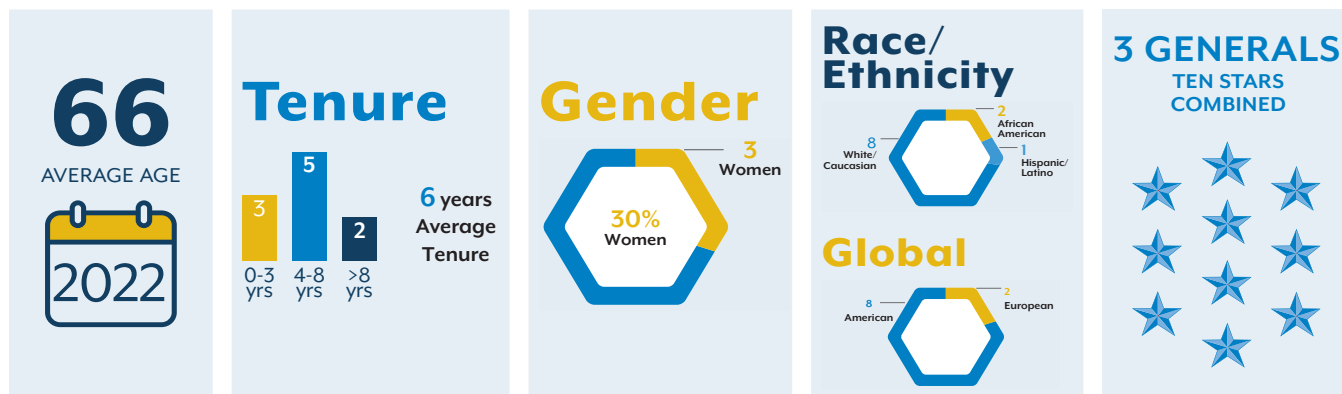 66
AVERAGE AGE
2022
Tenure
3
5
2
0-3
yrs
4-8
yrs
>8
yrs
6 years
Average
Tenure
Gender
3
Women
30%
Women
Race/
Ethnicity
2
African
American
8
White/
Caucasian
1
Hispanic/
Latino
Global
8
American
2
European
3 GENERALS
TEN STARS
COMBINED